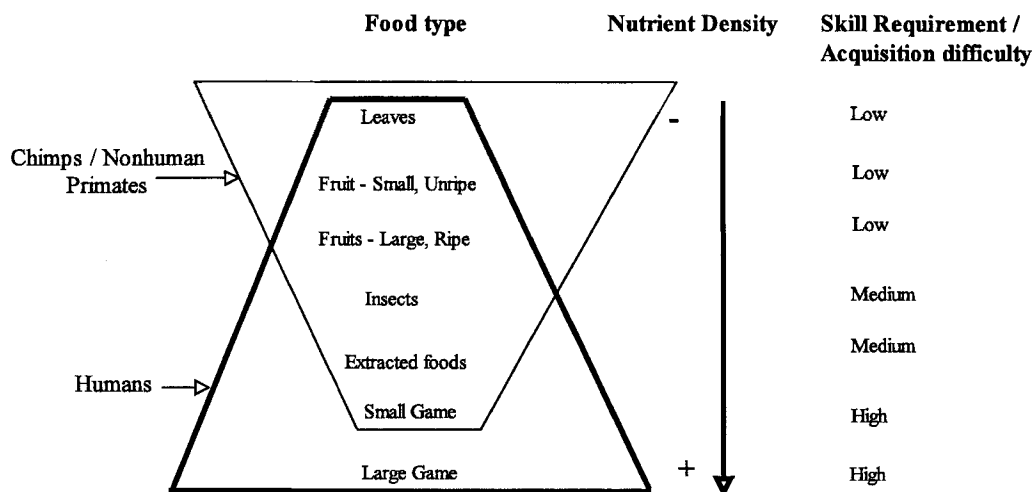 Food type
Nutrient Density
Skill Requirement /
Acquisition difficulty
Leaves
-
Low
Chimps / Nonhuman
Primates
Fruit - Small, Unripe
Low
Fruits - Large, Ripe
Low
Insects
Medium
Extracted foods
Medium
Humans
Small Game
High
Large Game
+
High